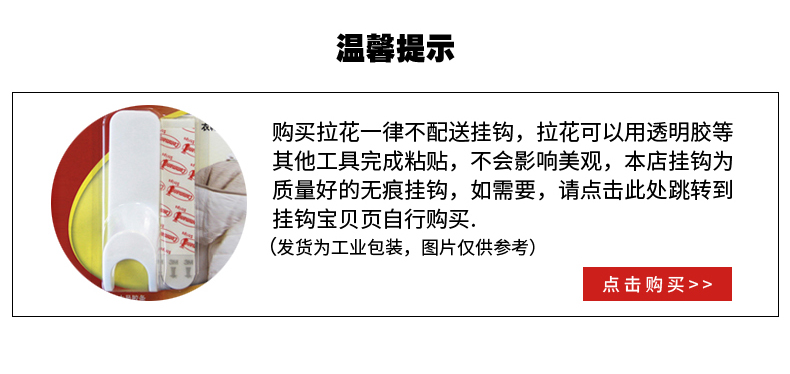 温馨提示
购买拉花一律不配送挂钩，拉花可以用透明胶等
其他工具完成粘贴，不会影响美观，本店挂钩为
质量好的无痕挂钩，如需要，请点击此处跳转到
挂钩宝贝页自行购买.
（发货为工业包装，图片仅供参考）
点击购买>>